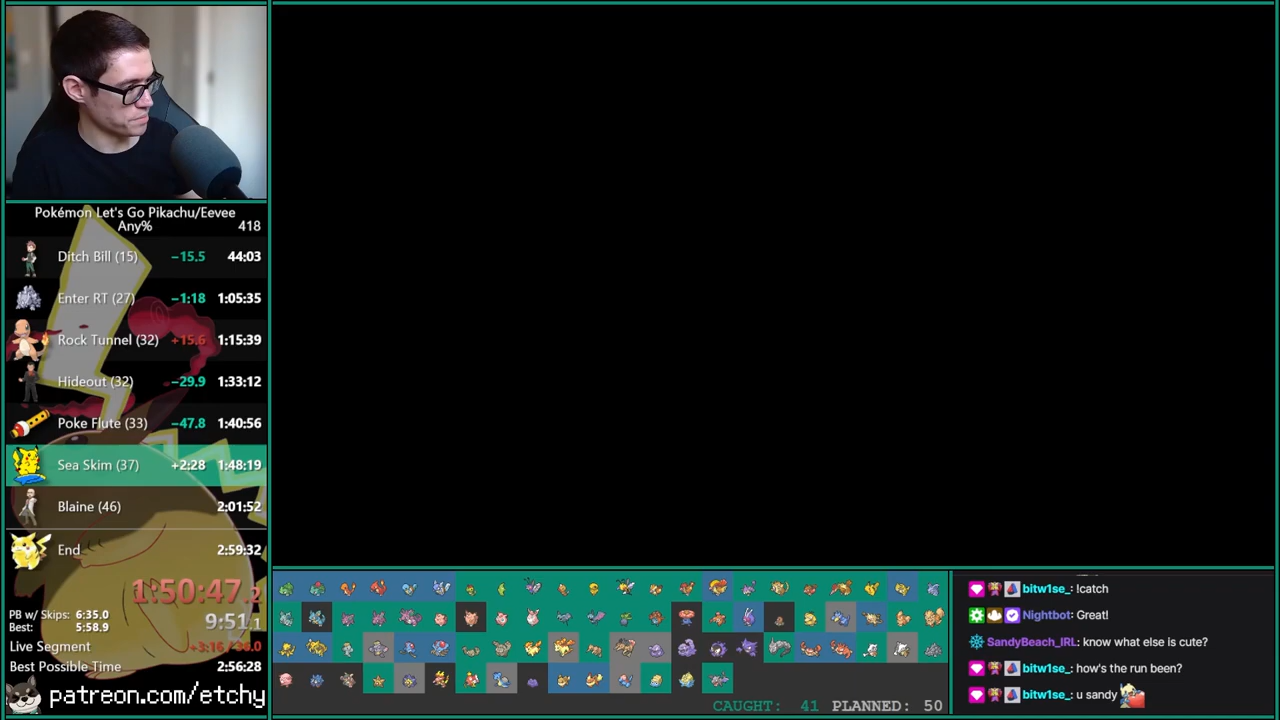 Pokémon Let's Go Pikachu/Eevee
Any% 418
Ditch Bill (15) −15.5 44:03
Enter RT (27) −1:18 1:05:35
Rock Tunnel (32) +15.6 1:15:39
Hideout (32) −29.9 1:33:12
Poke Flute (33) −47.8 1:40:56
Sea Skim (37) +2:28 1:48:19
Blaine (46) 2:01:52
End 2:59:32
1:50:47.2
PB w/ Skips: 6:35.0
Best: 5:58.9
9:51.1
Live Segment
Best Possible Time 2:56:28
patreon.com/etchy
CAUGHT: 41 PLANNED: 50
bitw1se_: !catch
Nightbot: Great!
SandyBeach_IRL: know what else is cute?
bitw1se_: how's the run been?
bitw1se_: u sandy